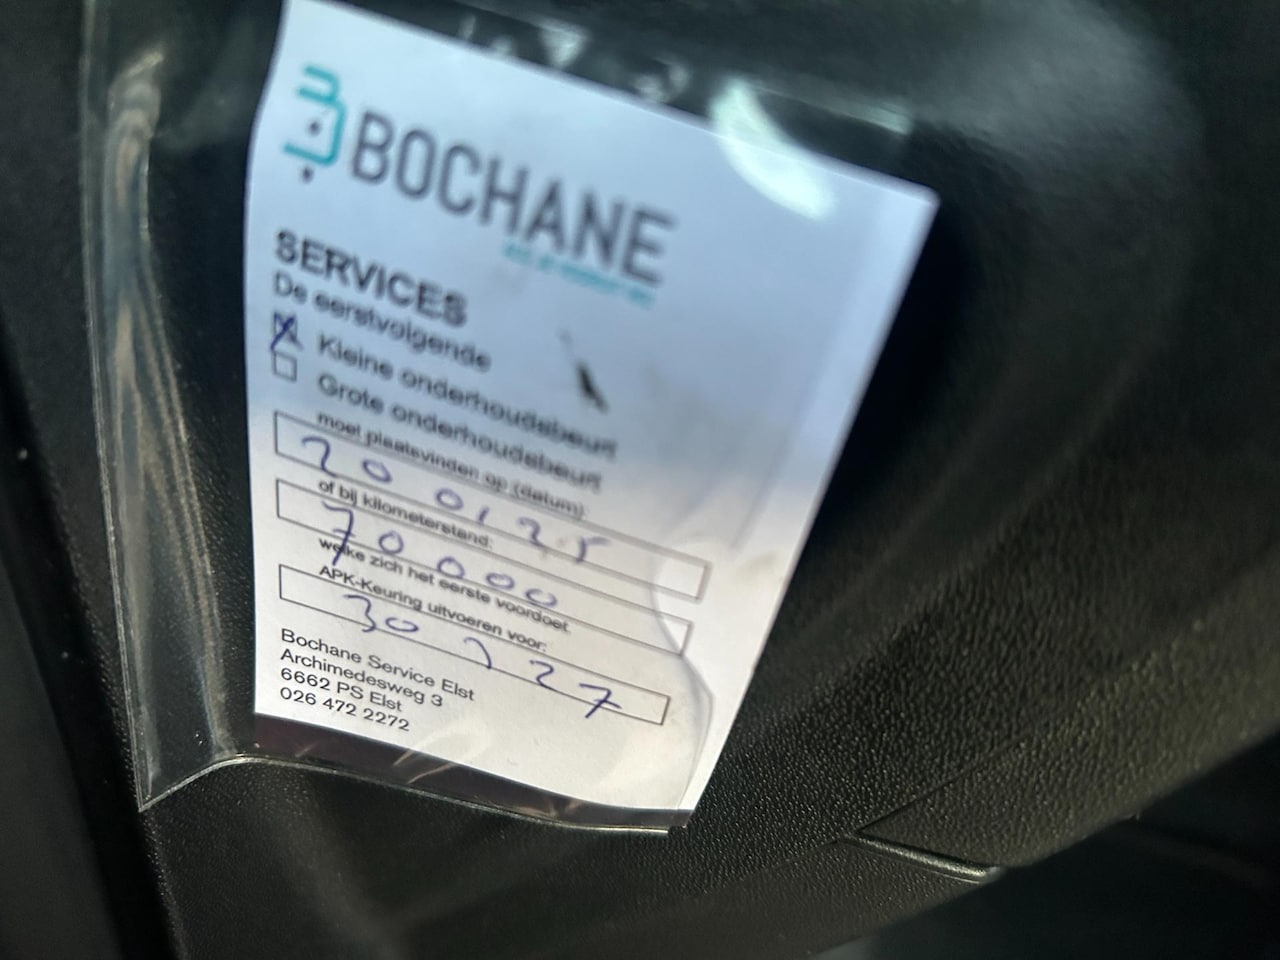 BOCHANE
SERVICES
De eerstvolgende
Kleine onderhoudsbeurt
Grote onderhoudsbeurt
moet plaatsvinden op (datum):
20 01 25
of bij kilometerstand:
70 000
welke zich het eerste voordoet.
APK-Keuring uitvoeren voor:
30 27
Bochane Service Elst
Archimedesweg 3
6662 PS Elst
026 472 2272